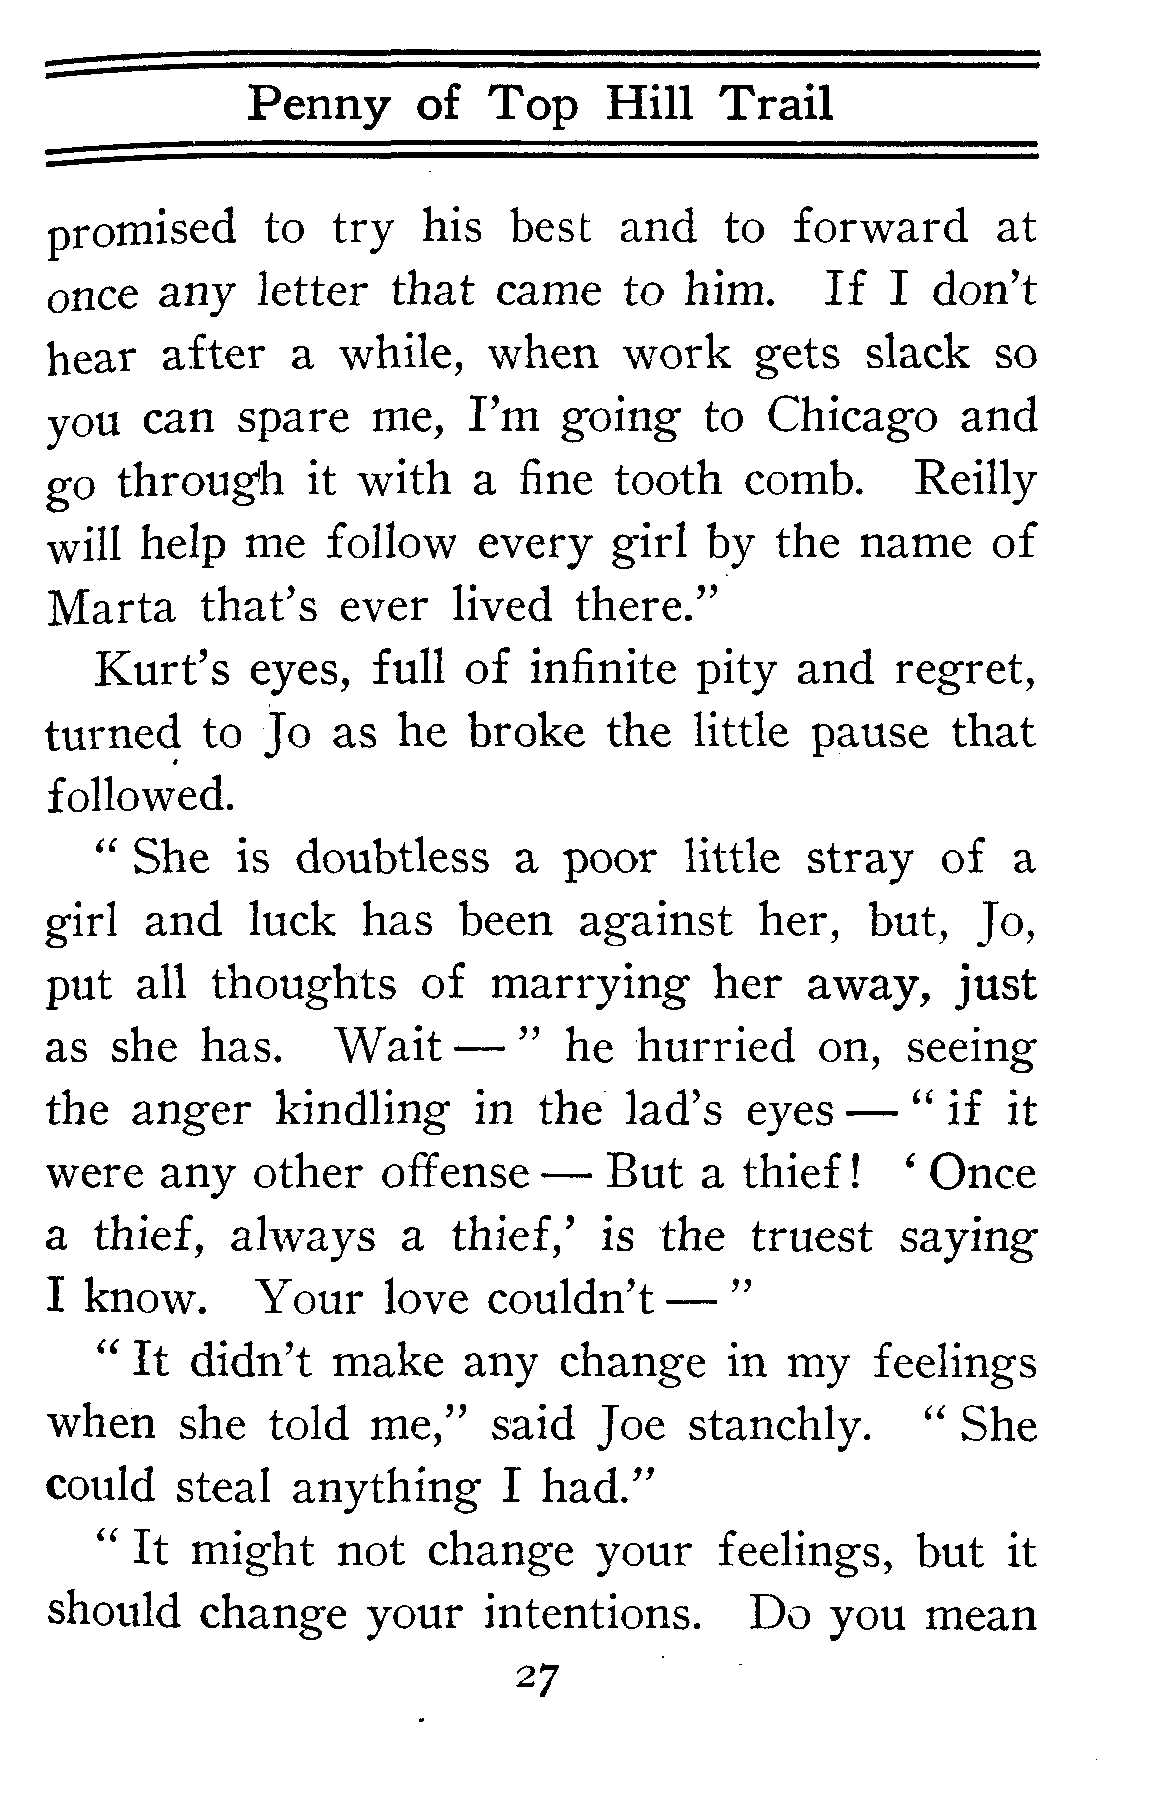 Penny of Top Hill Trail
promised to try his best and to forward at
once any letter that came to him. If I don't
hear after a while, when work gets slack so
you can spare me, I'm going to Chicago and
go through it with a fine tooth comb. Reilly
will help me follow every girl by the name of
Marta that's ever lived there."
Kurt's eyes, full of infinite pity and regret,
turned to Jo as he broke the little pause that
followed.
" She is doubtless a poor little stray of a
girl and luck has been against her, but, Jo,
put all thoughts of marrying her away, just
as she has. Wait — " he hurried on, seeing
the anger kindling in the lad's eyes — " if it
were any other offense — But a thief! ' Once
a thief, always a thief,' is the truest saying
I know. Your love couldn't — "
" It didn't make any change in my feelings
when she told me," said Joe stanchly. " She
could steal anything I had."
" It might not change your feelings, but it
should change your intentions. Do you mean
27